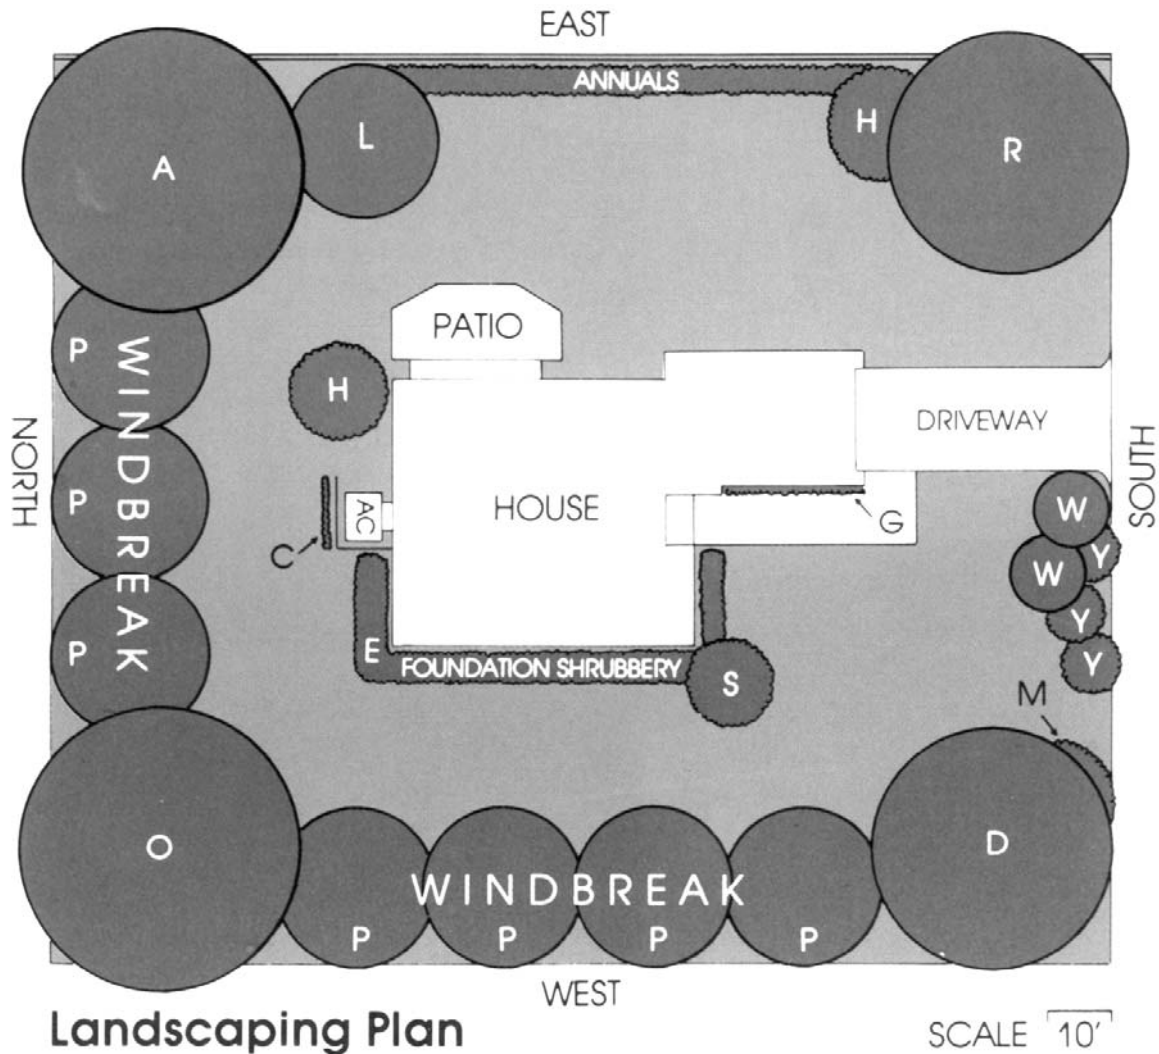 EAST
ANNUALS
A
L
H
R
PATIO
P
WINDBREAK
H
DRIVEWAY
NORTH
SOUTH
P
HOUSE
AC
G
W
C
W
Y
Y
P
E
FOUNDATION SHRUBBERY
S
Y
M
O
D
WINDBREAK
P
P
P
P
WEST
Landscaping Plan
SCALE 10'